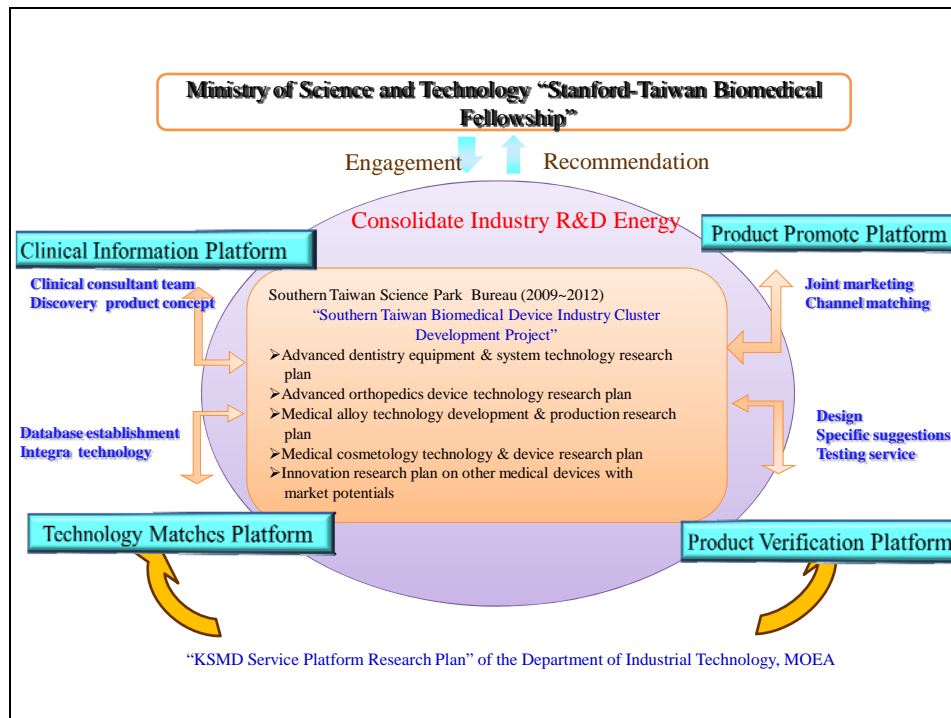 Ministry of Science and Technology “Stanford-Taiwan Biomedical
Fellowship”
Engagement
Recommendation
Consolidate Industry R&D Energy
Clinical Information Platform
Product Promote Platform
Clinical consultant team
Discovery product concept
Joint marketing
Channel matching
Southern Taiwan Science Park Bureau (2009~2012)
“Southern Taiwan Biomedical Device Industry Cluster
Development Project”
➢Advanced dentistry equipment & system technology research
plan
➢Advanced orthopedics device technology research plan
➢Medical alloy technology development & production research
plan
➢Medical cosmetology technology & device research plan
➢Innovation research plan on other medical devices with
market potentials
Database establishment
Integra technology
Design
Specific suggestions
Testing service
Technology Matches Platform
Product Verification Platform
“KSMD Service Platform Research Plan” of the Department of Industrial Technology, MOEA